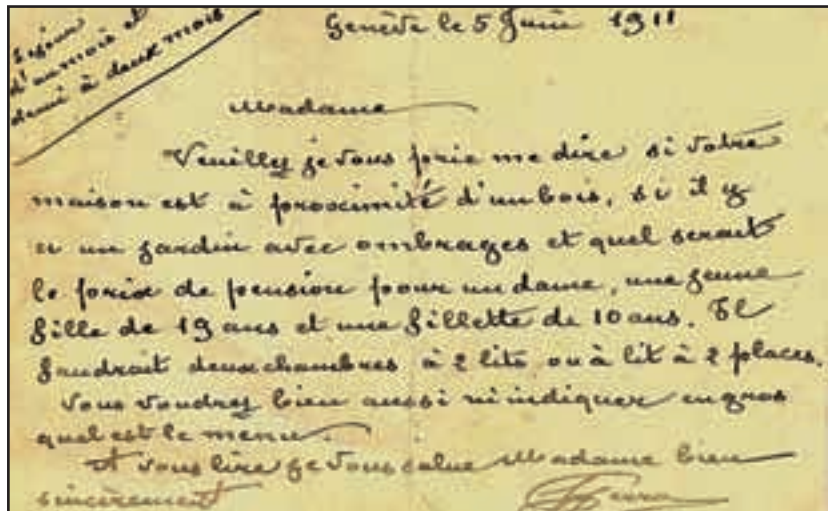 Séjour
d'un mois et
demi à deux mois
Genève le 5 Juin 1911
Madame
Veuillez je vous prie me dire si votre
maison est à proximité d'un bois, si il y
a un jardin avec ombrages et quel serait
le prix de pension pour un dame, une jeune
fille de 19 ans et une fillette de 10 ans. Il
faudrait deux chambres à 2 lits ou à lit à 2 places.
Vous voudrez bien aussi m'indiquer en gros
quel est le menu.
A vous lire je vous salue Madame bien
sincèrement